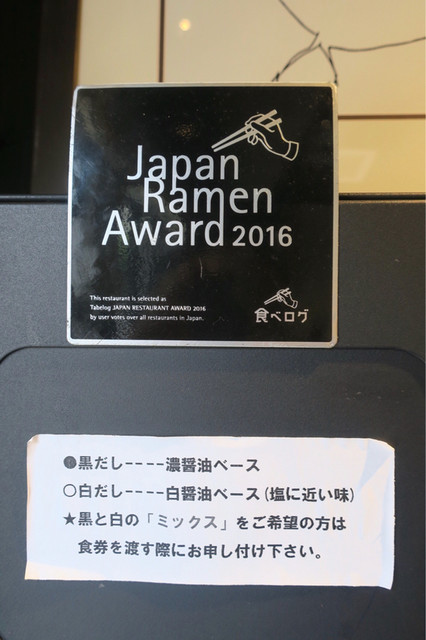 Japan
Ramen
Award 2016
This restaurant is selected as
Tabelog JAPAN RESTAURANT AWARD 2016
by user votes over all restaurants in Japan.
食べログ
●黒だし----濃醤油ベース
○白だし----白醤油ベース(塩に近い味)
★黒と白の「ミックス」をご希望の方は
食券を渡す際にお申し付け下さい。